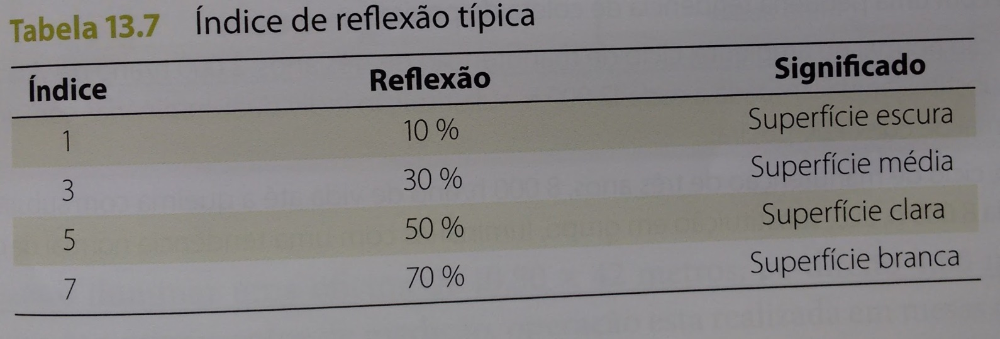 Tabela 13.7 Índice de reflexão típica
Índice Reflexão Significado
1 10 % Superfície escura
3 30 % Superfície média
5 50 % Superfície clara
7 70 % Superfície branca